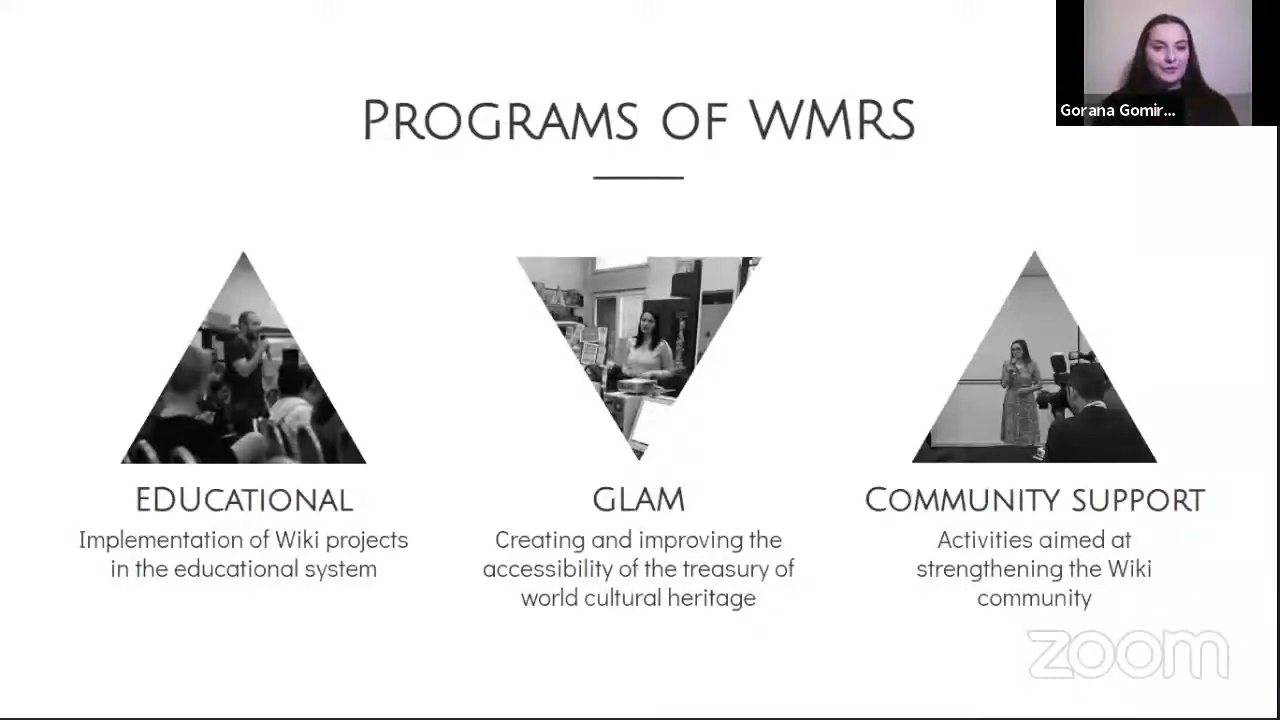 Programs of WMRS
Gorana Gomir...
EDUcational
Implementation of Wiki projects
in the educational system
GLAM
Creating and improving the
accessibility of the treasury of
world cultural heritage
Community support
Activities aimed at
strengthening the Wiki
community
zoom